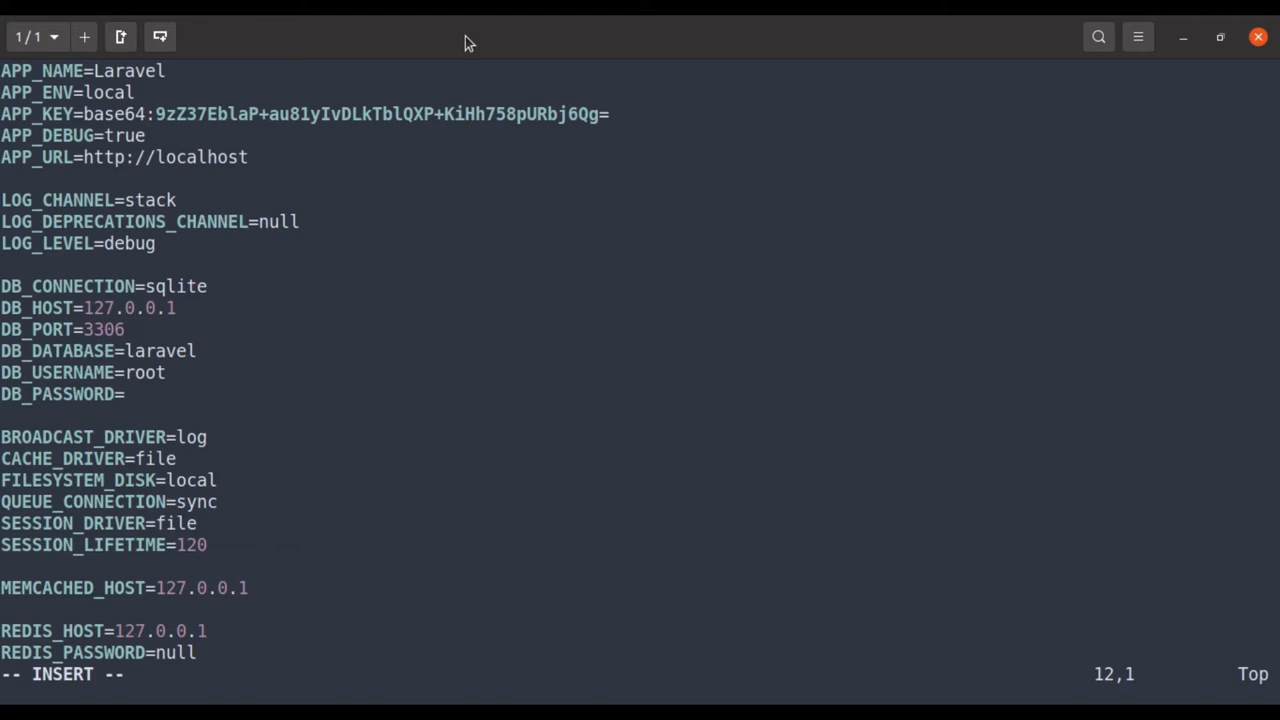 1/1
APP_NAME=Laravel
APP_ENV=local
APP_KEY=base64:9zZ37EblaP+au81yIvDLkTblQXP+KiHh758pURbj6Qg=
APP_DEBUG=true
APP_URL=http://localhost
LOG_CHANNEL=stack
LOG_DEPRECATIONS_CHANNEL=null
LOG_LEVEL=debug
DB_CONNECTION=sqlite
DB_HOST=127.0.0.1
DB_PORT=3306
DB_DATABASE=laravel
DB_USERNAME=root
DB_PASSWORD=
BROADCAST_DRIVER=log
CACHE_DRIVER=file
FILESYSTEM_DISK=local
QUEUE_CONNECTION=sync
SESSION_DRIVER=file
SESSION_LIFETIME=120
MEMCACHED_HOST=127.0.0.1
REDIS_HOST=127.0.0.1
REDIS_PASSWORD=null
-- INSERT -- 12,1 Top